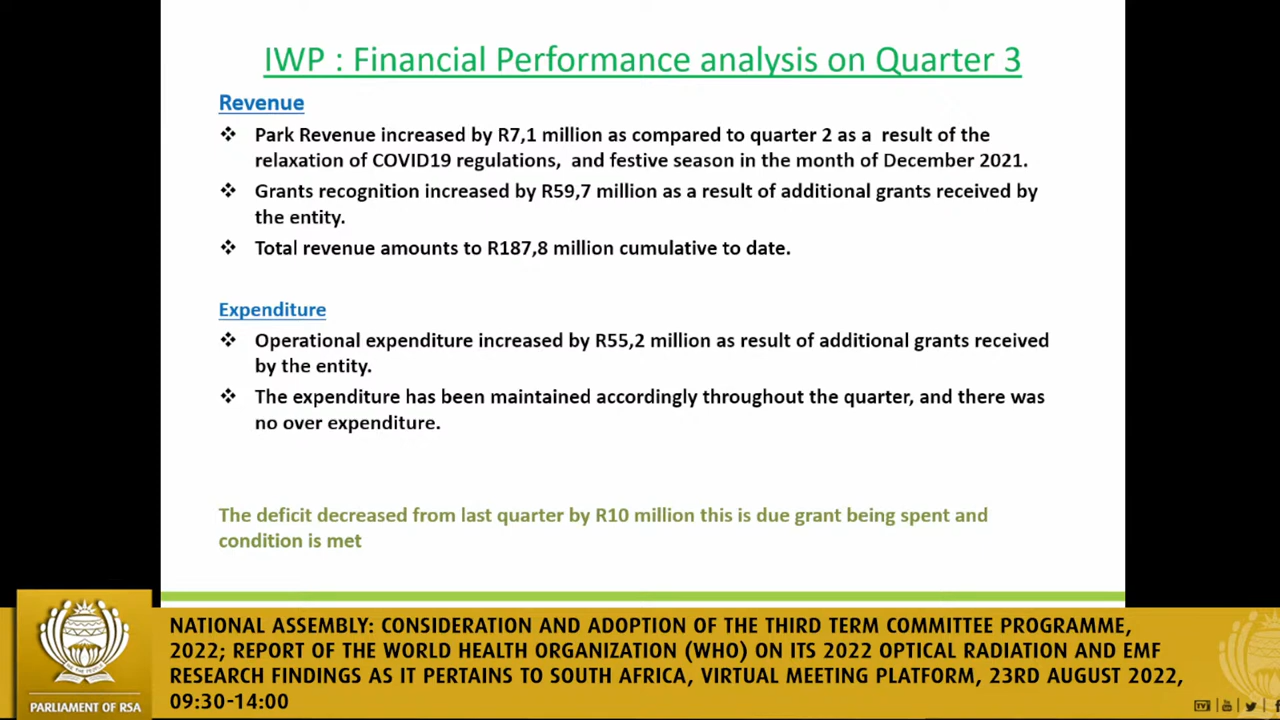 IWP : Financial Performance analysis on Quarter 3
Revenue
❖ Park Revenue increased by R7,1 million as compared to quarter 2 as a result of the
relaxation of COVID19 regulations, and festive season in the month of December 2021.
❖ Grants recognition increased by R59,7 million as a result of additional grants received by
the entity.
❖ Total revenue amounts to R187,8 million cumulative to date.
Expenditure
❖ Operational expenditure increased by R55,2 million as result of additional grants received
by the entity.
❖ The expenditure has been maintained accordingly throughout the quarter, and there was
no over expenditure.
The deficit decreased from last quarter by R10 million this is due grant being spent and
condition is met
NATIONAL ASSEMBLY: CONSIDERATION AND ADOPTION OF THE THIRD TERM COMMITTEE PROGRAMME,
2022; REPORT OF THE WORLD HEALTH ORGANIZATION (WHO) ON ITS 2022 OPTICAL RADIATION AND EMF
RESEARCH FINDINGS AS IT PERTAINS TO SOUTH AFRICA, VIRTUAL MEETING PLATFORM, 23RD AUGUST 2022,
09:30-14:00
PARLIAMENT OF RSA